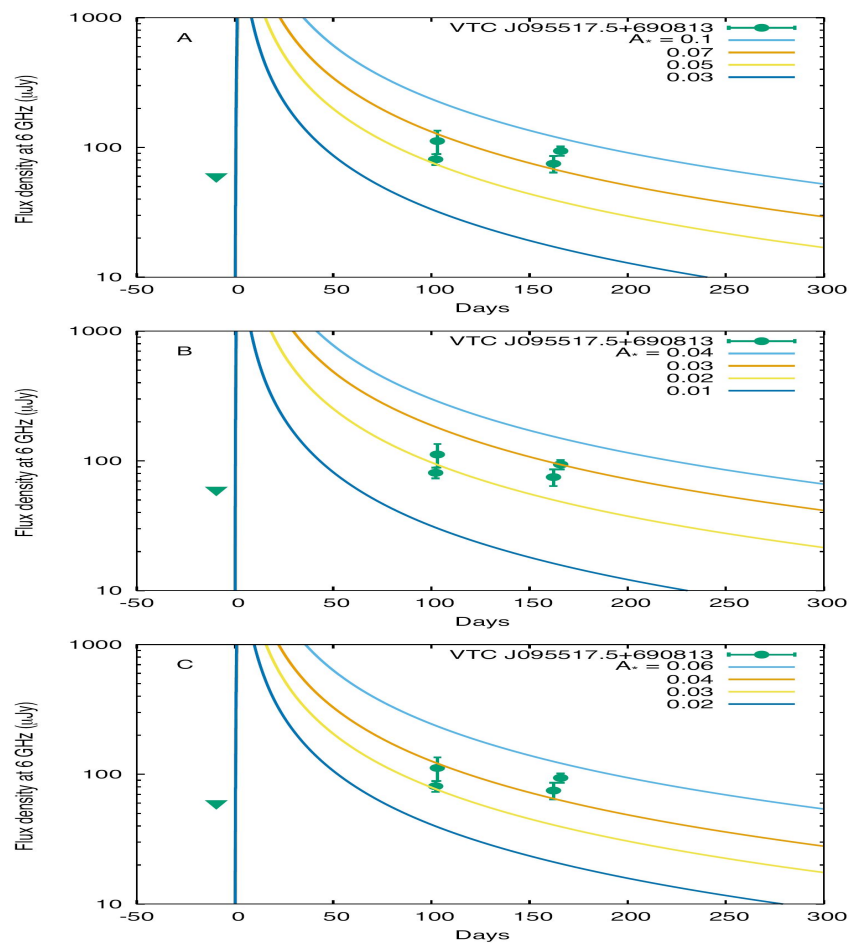 1000
A
VTC J095517.5+690813
A* = 0.1
0.07
0.05
0.03
100
10
Flux density at 6 GHz (μJy)
-50 0 50 100 150 200 250 300
Days
1000
B
VTC J095517.5+690813
A* = 0.04
0.03
0.02
0.01
100
10
Flux density at 6 GHz (μJy)
-50 0 50 100 150 200 250 300
Days
1000
C
VTC J095517.5+690813
A* = 0.06
0.04
0.03
0.02
100
10
Flux density at 6 GHz (μJy)
-50 0 50 100 150 200 250 300
Days